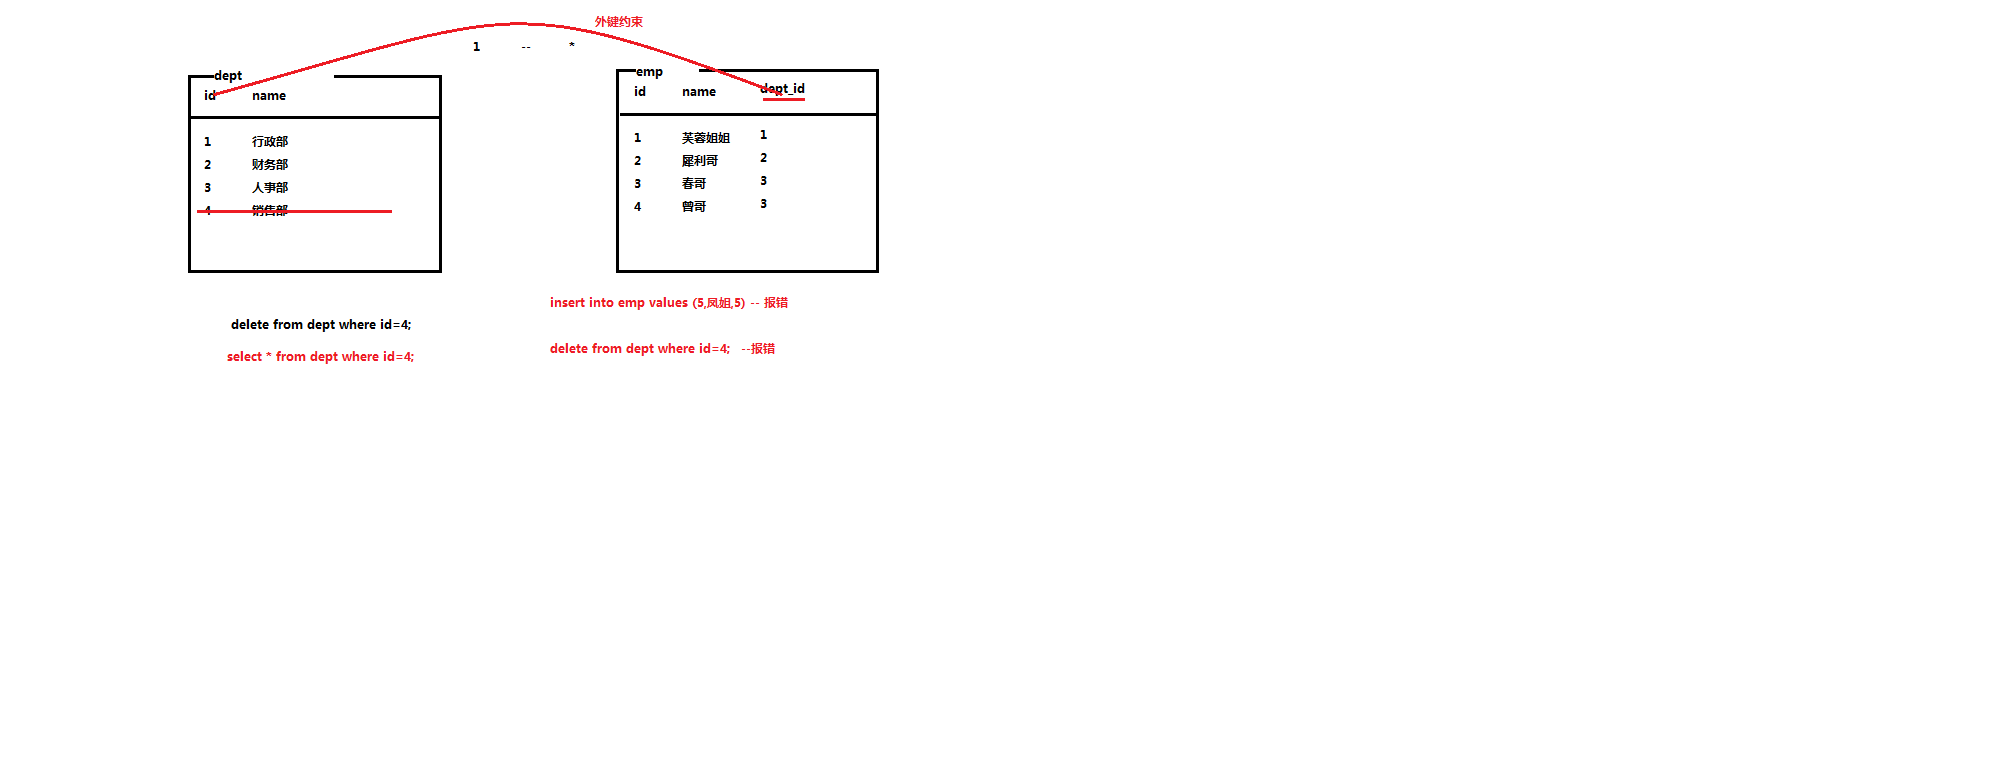 外键约束
1 -- *
dept
id name
1 行政部
2 财务部
3 人事部
4 销售部
emp
id name dept_id
1 芙蓉姐姐 1
2 犀利哥 2
3 春哥 3
4 曾哥 3
insert into emp values (5,凤姐,5) -- 报错
delete from dept where id=4;
delete from dept where id=4; --报错
select * from dept where id=4;